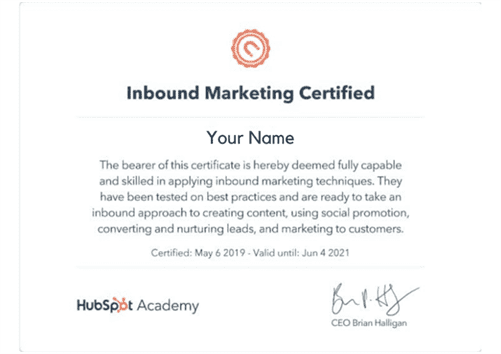 Inbound Marketing Certified
Your Name
The bearer of this certificate is hereby deemed fully capable
and skilled in applying inbound marketing techniques. They
have been tested on best practices and are ready to take an
inbound approach to creating content, using social promotion,
converting and nurturing leads, and marketing to customers.
Certified: May 6 2019 - Valid until: Jun 4 2021
HubSpot Academy
CEO Brian Halligan